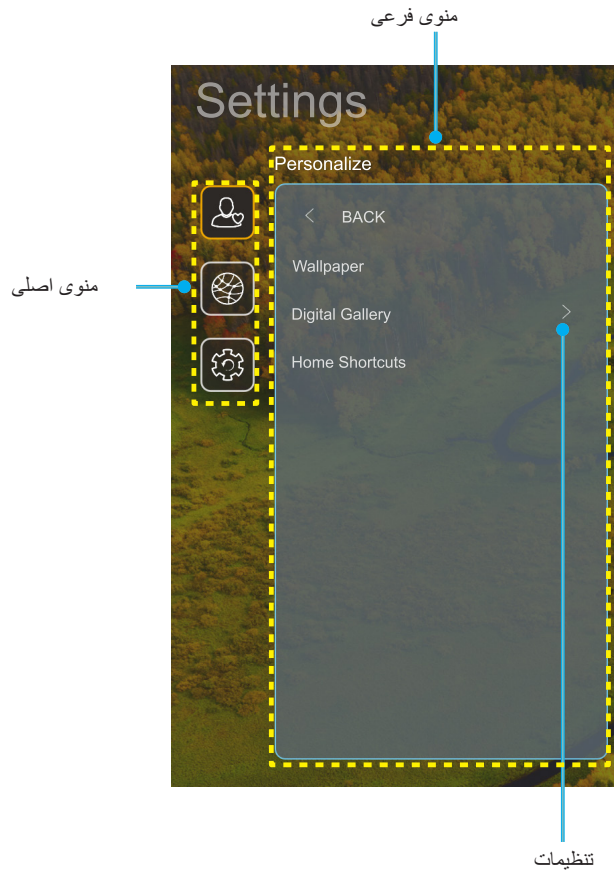 منوی فرعی
Settings
Personalize
BACK
Wallpaper
منوی اصلی
Digital Gallery
Home Shortcuts
تنظیمات